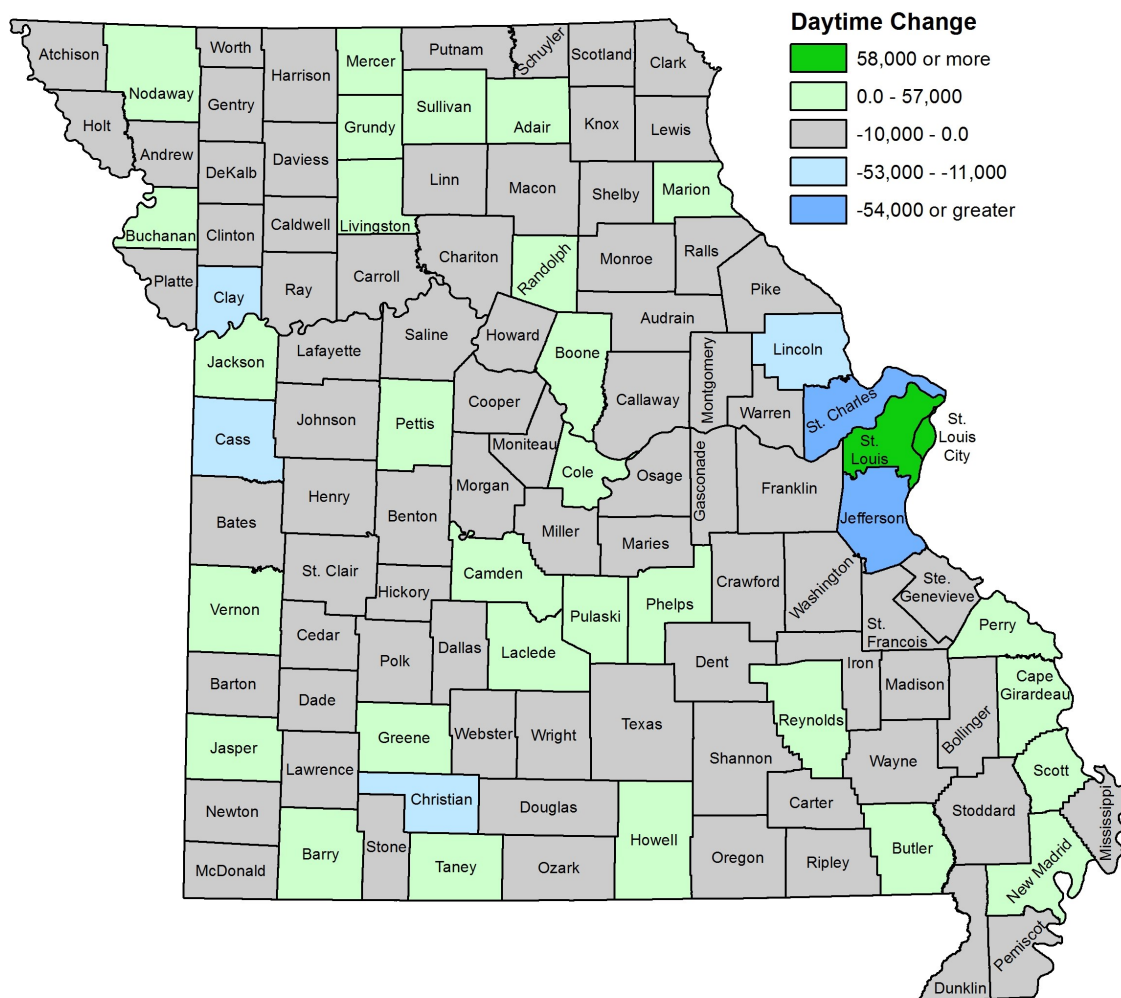 Daytime Change
58,000 or more
0.0 - 57,000
-10,000 - 0.0
-53,000 - -11,000
-54,000 or greater
Atchison
Nodaway
Worth
Harrison
Mercer
Putnam
Schuyler
Scotland
Clark
Holt
Andrew
Gentry
DeKalb
Daviess
Grundy
Sullivan
Adair
Knox
Lewis
Buchanan
Clinton
Caldwell
Livingston
Linn
Macon
Shelby
Marion
Platte
Clay
Ray
Carroll
Chariton
Randolph
Monroe
Ralls
Pike
Jackson
Lafayette
Saline
Howard
Boone
Audrain
Callaway
Montgomery
Lincoln
Warren
St. Charles
St.
Louis
St.
Louis
City
Cass
Johnson
Pettis
Cooper
Moniteau
Cole
Osage
Gasconade
Franklin
Jefferson
Bates
Henry
Benton
Morgan
Miller
Maries
Crawford
Washington
Ste.
Genevieve
St.
Francois
Perry
Vernon
St. Clair
Hickory
Camden
Pulaski
Phelps
Cedar
Polk
Dallas
Laclede
Dent
Iron
Madison
Bollinger
Cape
Girardeau
Barton
Dade
Greene
Webster
Wright
Texas
Shannon
Reynolds
Wayne
Scott
Mississippi
Jasper
Lawrence
Christian
Douglas
Howell
Carter
Butler
Stoddard
New Madrid
Newton
McDonald
Barry
Stone
Taney
Ozark
Oregon
Ripley
Dunklin
Pemiscot